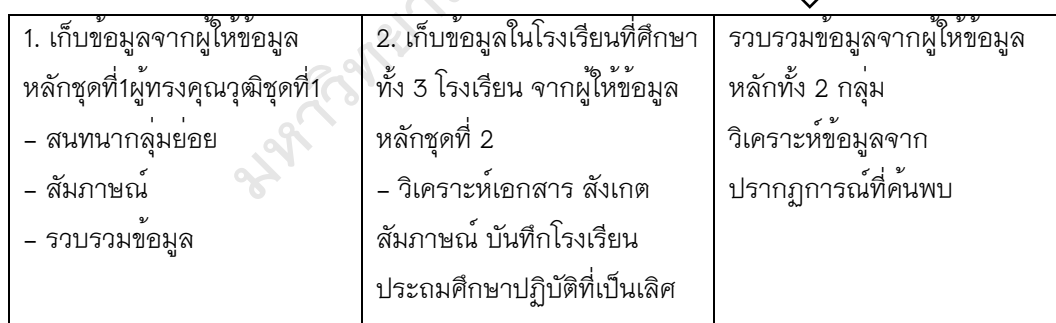 1. เก็บข้อมูลจากผู้ให้ข้อมูล
หลักชุดที่1ผู้ทรงคุณวุฒิชุดที่1
– สนทนากลุ่มย่อย
– สัมภาษณ์
– รวบรวมข้อมูล
2. เก็บข้อมูลในโรงเรียนที่ศึกษา
ทั้ง 3 โรงเรียน จากผู้ให้ข้อมูล
หลักชุดที่ 2
– วิเคราะห์เอกสาร สังเกต
สัมภาษณ์ บันทึกโรงเรียน
ประถมศึกษาปฏิบัติที่เป็นเลิศ
รวบรวมข้อมูลจากผู้ให้ข้อมูล
หลักทั้ง 2 กลุ่ม
วิเคราะห์ข้อมูลจาก
ปรากฏการณ์ที่ค้นพบ